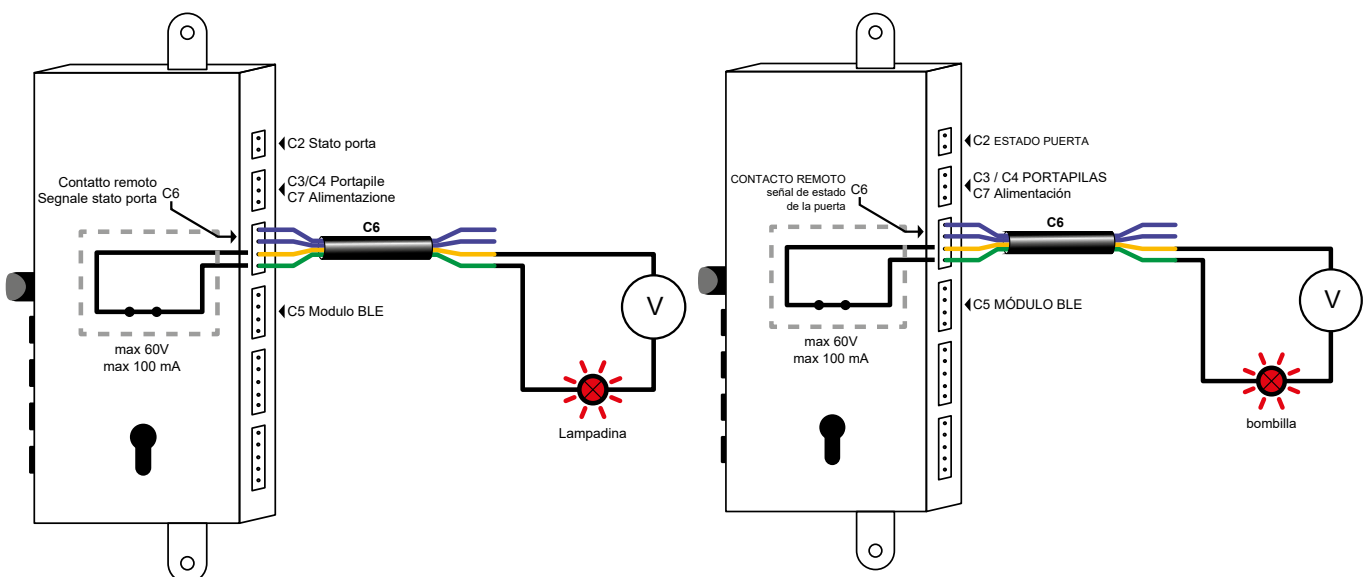 C2 Stato porta
C3/C4 Portapile
C7 Alimentazione
Contatto remoto
Segnale stato porta C6
C6
C5 Modulo BLE
V
max 60V
max 100 mA
Lampadina
C2 ESTADO PUERTA
C3 / C4 PORTAPILAS
C7 Alimentación
CONTACTO REMOTO
señal de estado C6
de la puerta
C6
C5 MÓDULO BLE
V
max 60V
max 100 mA
bombilla